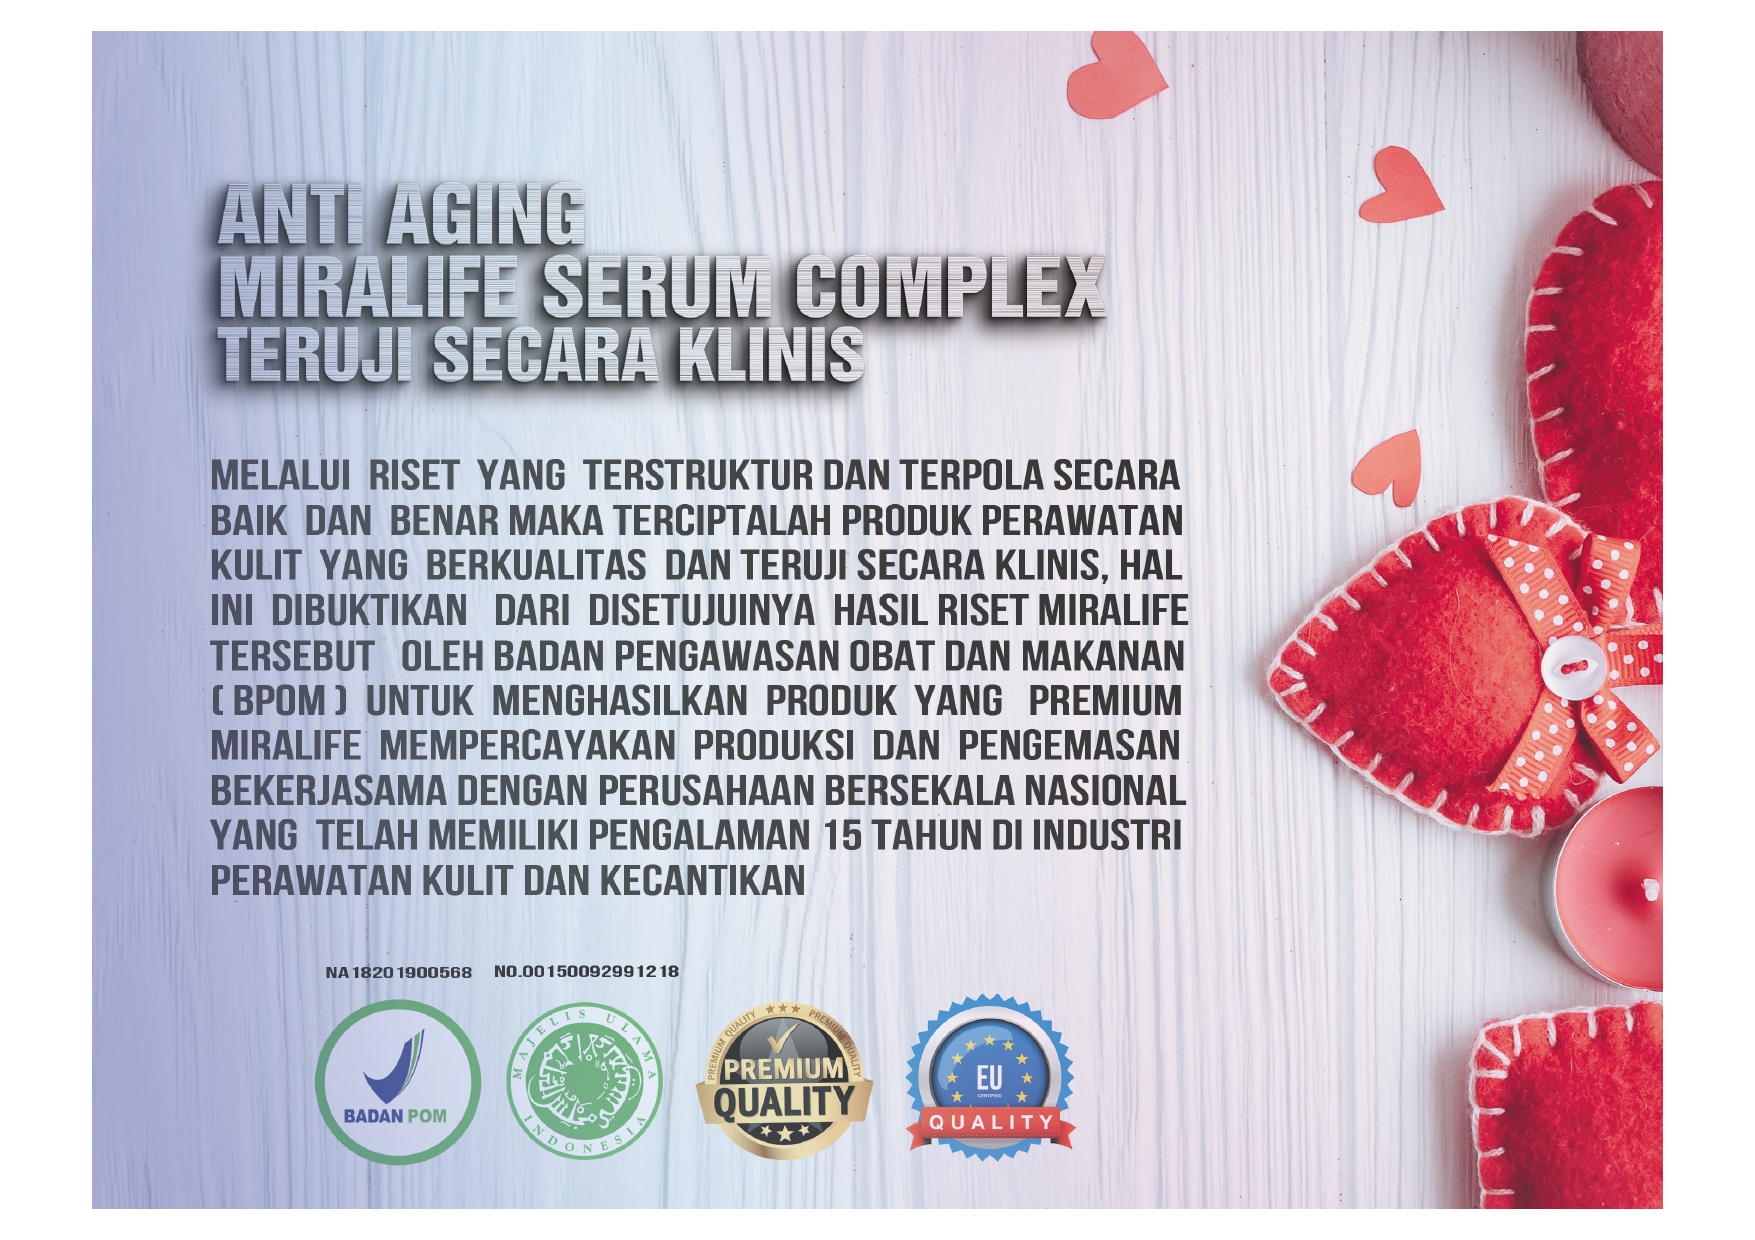 ANTI AGING
MIRALIFE SERUM COMPLEX
TERUJI SECARA KLINIS
MELALUI RISET YANG TERSTRUKTUR DAN TERPOLA SECARA
BAIK DAN BENAR MAKA TERCIPTALAH PRODUK PERAWATAN
KULIT YANG BERKUALITAS DAN TERUJI SECARA KLINIS, HAL
INI DIBUKTIKAN DARI DISETUJUINYA HASIL RISET MIRALIFE
TERSEBUT OLEH BADAN PENGAWASAN OBAT DAN MAKANAN
( BPOM ) UNTUK MENGHASILKAN PRODUK YANG PREMIUM
MIRALIFE MEMPERCAYAKAN PRODUKSI DAN PENGEMASAN
BEKERJASAMA DENGAN PERUSAHAAN BERSEKALA NASIONAL
YANG TELAH MEMILIKI PENGALAMAN 15 TAHUN DI INDUSTRI
PERAWATAN KULIT DAN KECANTIKAN
NA18201900568 NO.00150092991218
BADAN POM
MAJELIS ULAMA
INDONESIA
PREMIUM QUALITY PREMIUM QUALITY
PREMIUM
QUALITY
EU
CERTIFIED
QUALITY